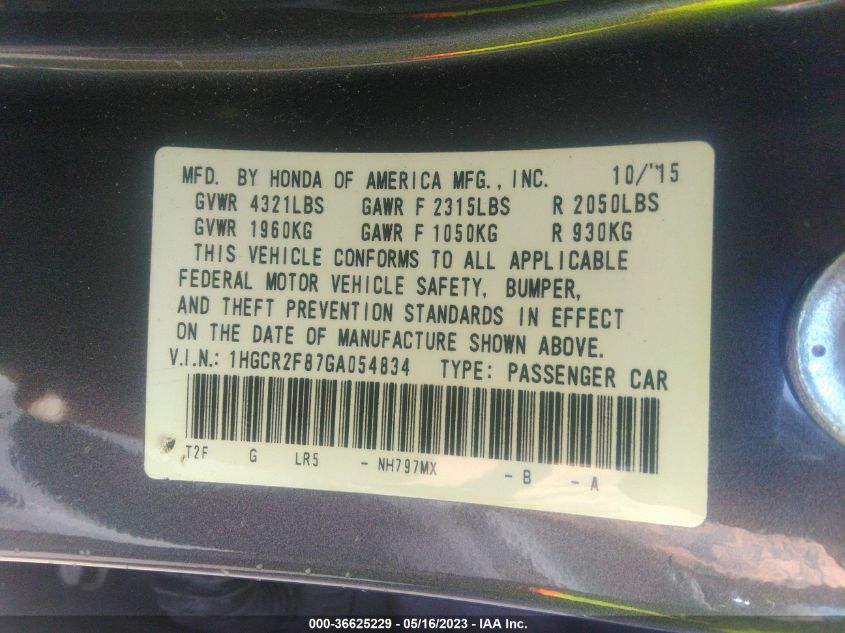 MFD. BY HONDA OF AMERICA MFG., INC. 10/'15
GVWR 4321LBS GAWR F 2315LBS R 2050LBS
GVWR 1960KG GAWR F 1050KG R 930KG
THIS VEHICLE CONFORMS TO ALL APPLICABLE
FEDERAL MOTOR VEHICLE SAFETY, BUMPER,
AND THEFT PREVENTION STANDARDS IN EFFECT
ON THE DATE OF MANUFACTURE SHOWN ABOVE.
V.I.N.: 1HGCR2F87GA054834 TYPE: PASSENGER CAR
T2F G LR5 - NH797MX - B - A
000-36625229 - 05/16/2023 - IAA Inc.